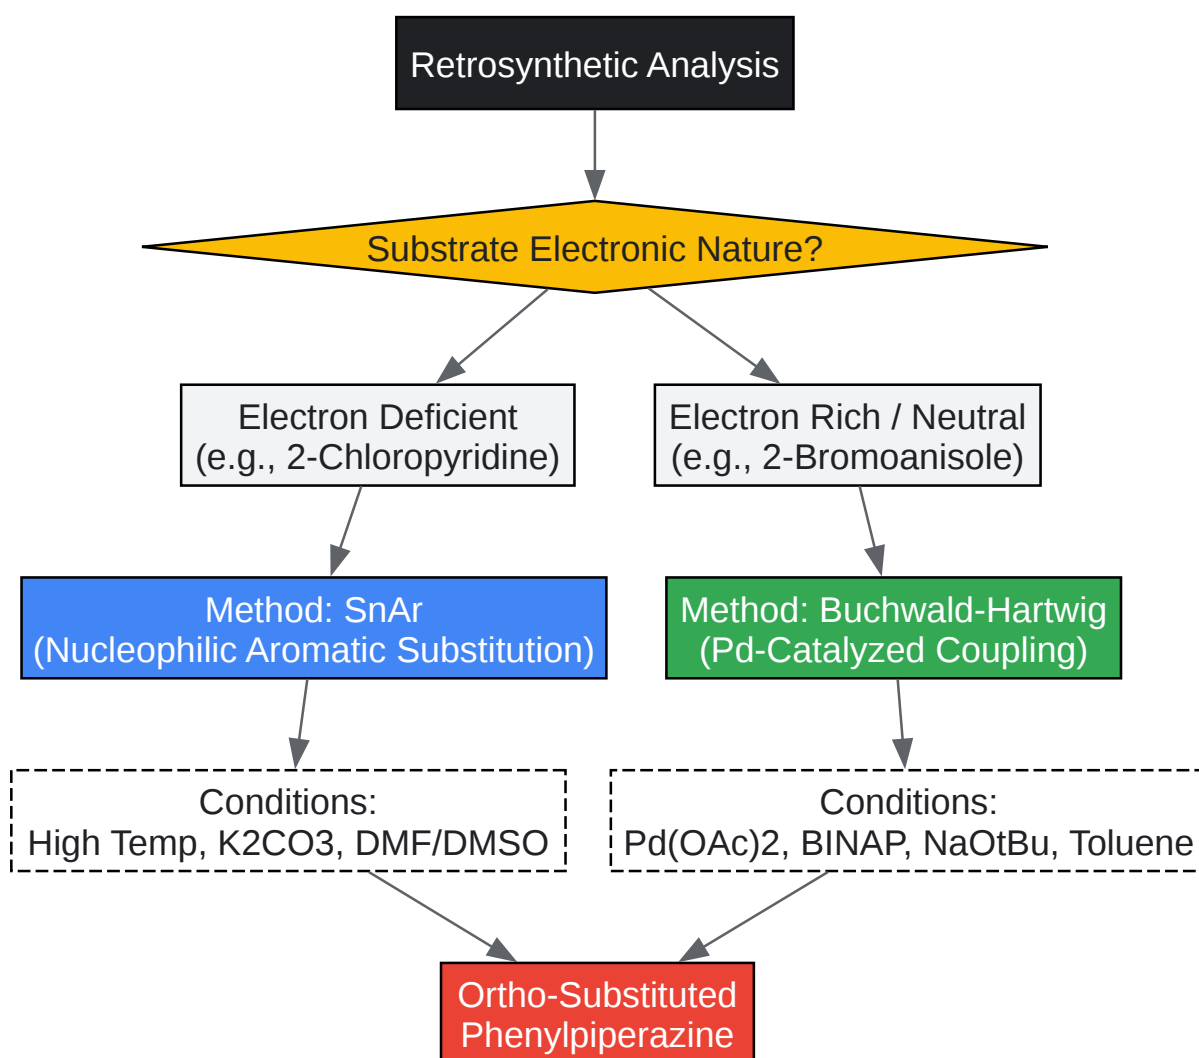 Retrosynthetic Analysis
Substrate Electronic Nature?
Electron Deficient
(e.g., 2-Chloropyridine)
Electron Rich / Neutral
(e.g., 2-Bromoanisole)
Method: SnAr
(Nucleophilic Aromatic Substitution)
Method: Buchwald-Hartwig
(Pd-Catalyzed Coupling)
Conditions:
High Temp, K2CO3, DMF/DMSO
Conditions:
Pd(OAc)2, BINAP, NaOtBu, Toluene
Ortho-Substituted
Phenylpiperazine